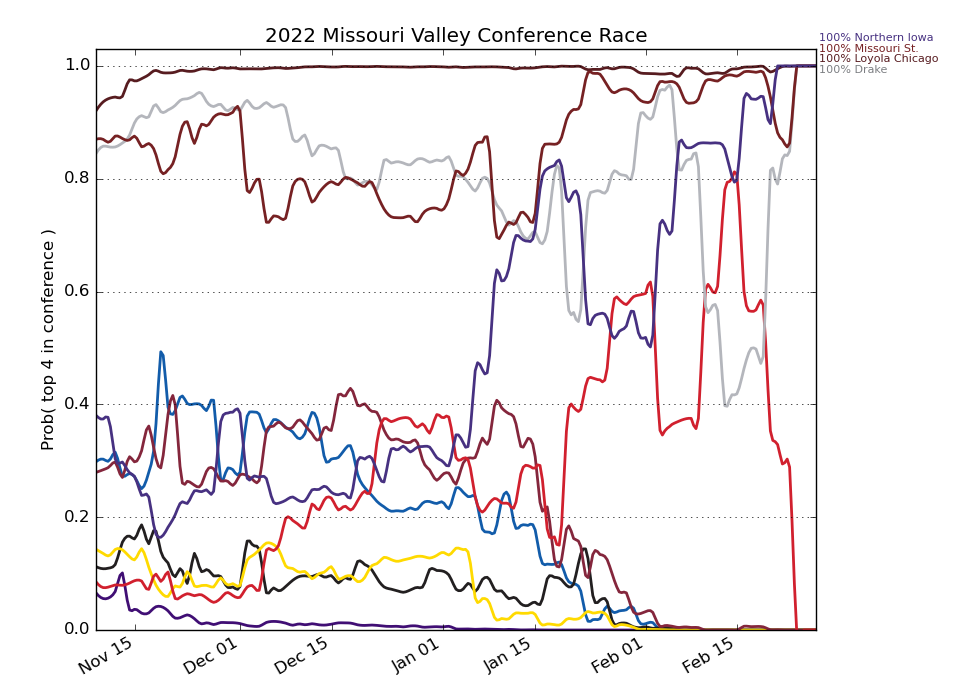 2022 Missouri Valley Conference Race
100% Northern Iowa
100% Missouri St.
100% Loyola Chicago
100% Drake
Prob( top 4 in conference )
1.0
0.8
0.6
0.4
0.2
0.0
Nov 15
Dec 01
Dec 15
Jan 01
Jan 15
Feb 01
Feb 15